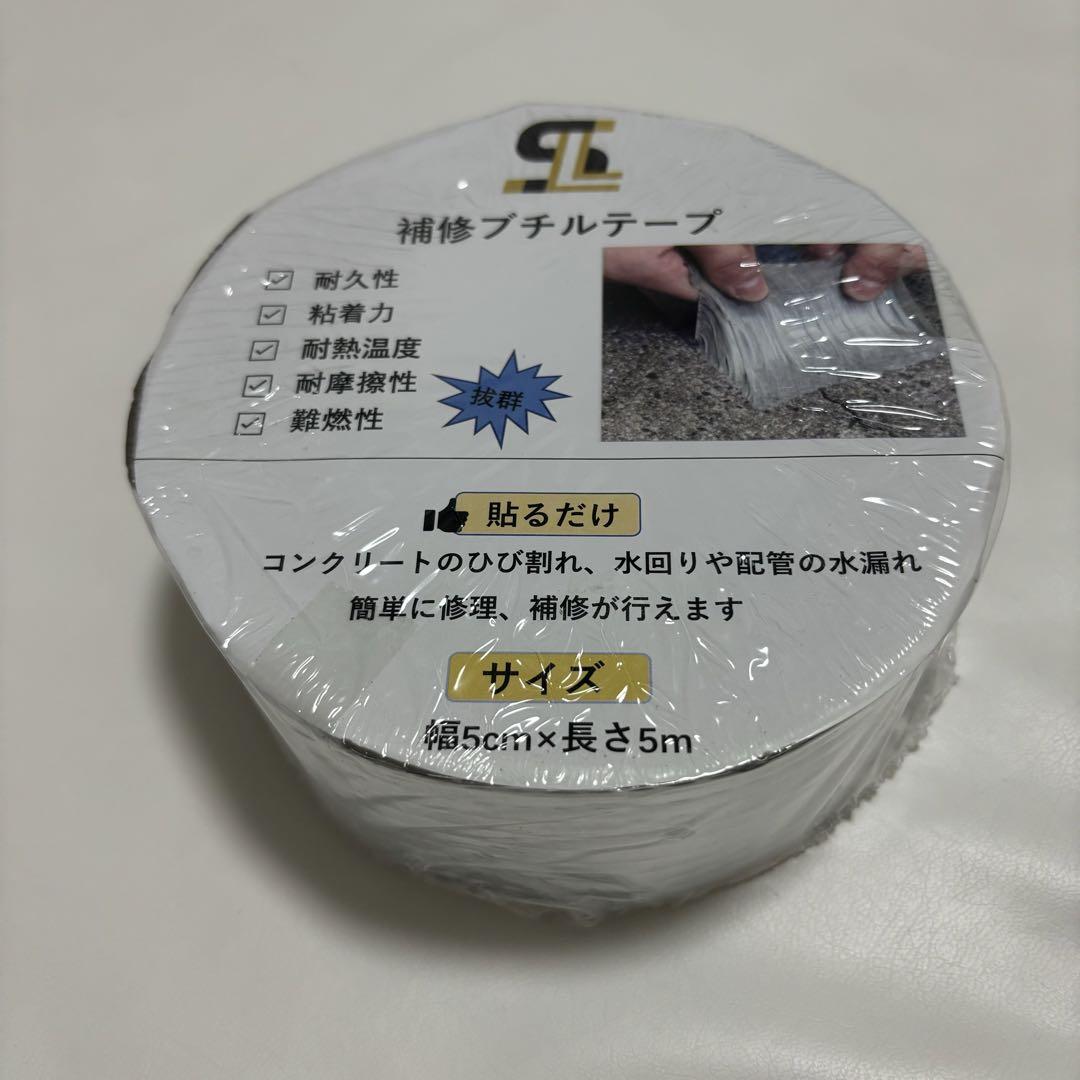 SLL
補修ブチルテープ
耐久性
粘着力
耐熱温度
耐摩擦性
難燃性
抜群
貼るだけ
コンクリートのひび割れ、水回りや配管の水漏れ
簡単に修理、補修が行えます
サイズ
幅5cm×長さ5m